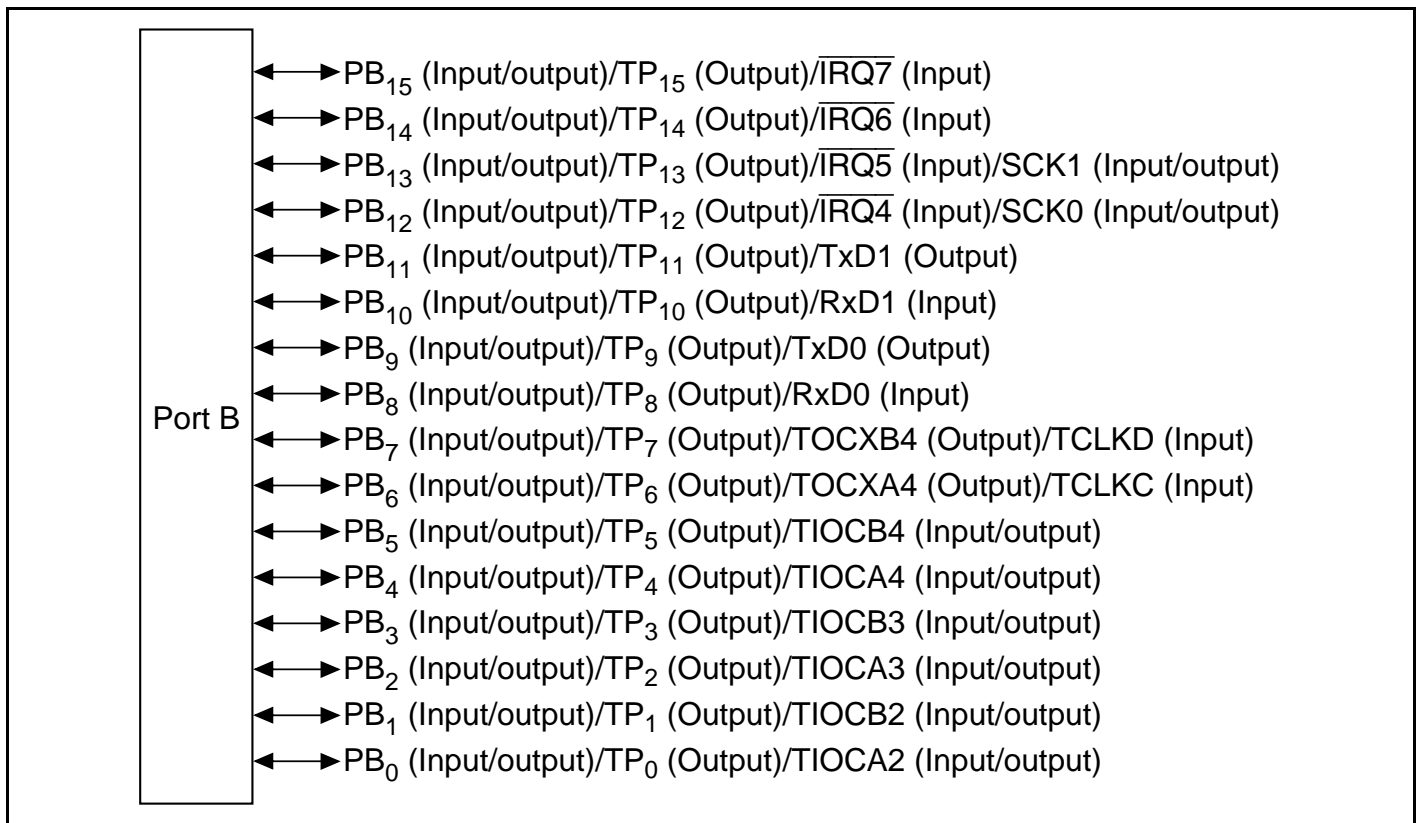 PB15 (Input/output)/TP15 (Output)/I̅R̅Q̅7̅ (Input)
PB14 (Input/output)/TP14 (Output)/I̅R̅Q̅6̅ (Input)
PB13 (Input/output)/TP13 (Output)/I̅R̅Q̅5̅ (Input)/SCK1 (Input/output)
PB12 (Input/output)/TP12 (Output)/I̅R̅Q̅4̅ (Input)/SCK0 (Input/output)
PB11 (Input/output)/TP11 (Output)/TxD1 (Output)
PB10 (Input/output)/TP10 (Output)/RxD1 (Input)
PB9 (Input/output)/TP9 (Output)/TxD0 (Output)
PB8 (Input/output)/TP8 (Output)/RxD0 (Input)
Port B
PB7 (Input/output)/TP7 (Output)/TOCXB4 (Output)/TCLKD (Input)
PB6 (Input/output)/TP6 (Output)/TOCXA4 (Output)/TCLKC (Input)
PB5 (Input/output)/TP5 (Output)/TIOCB4 (Input/output)
PB4 (Input/output)/TP4 (Output)/TIOCA4 (Input/output)
PB3 (Input/output)/TP3 (Output)/TIOCB3 (Input/output)
PB2 (Input/output)/TP2 (Output)/TIOCA3 (Input/output)
PB1 (Input/output)/TP1 (Output)/TIOCB2 (Input/output)
PB0 (Input/output)/TP0 (Output)/TIOCA2 (Input/output)